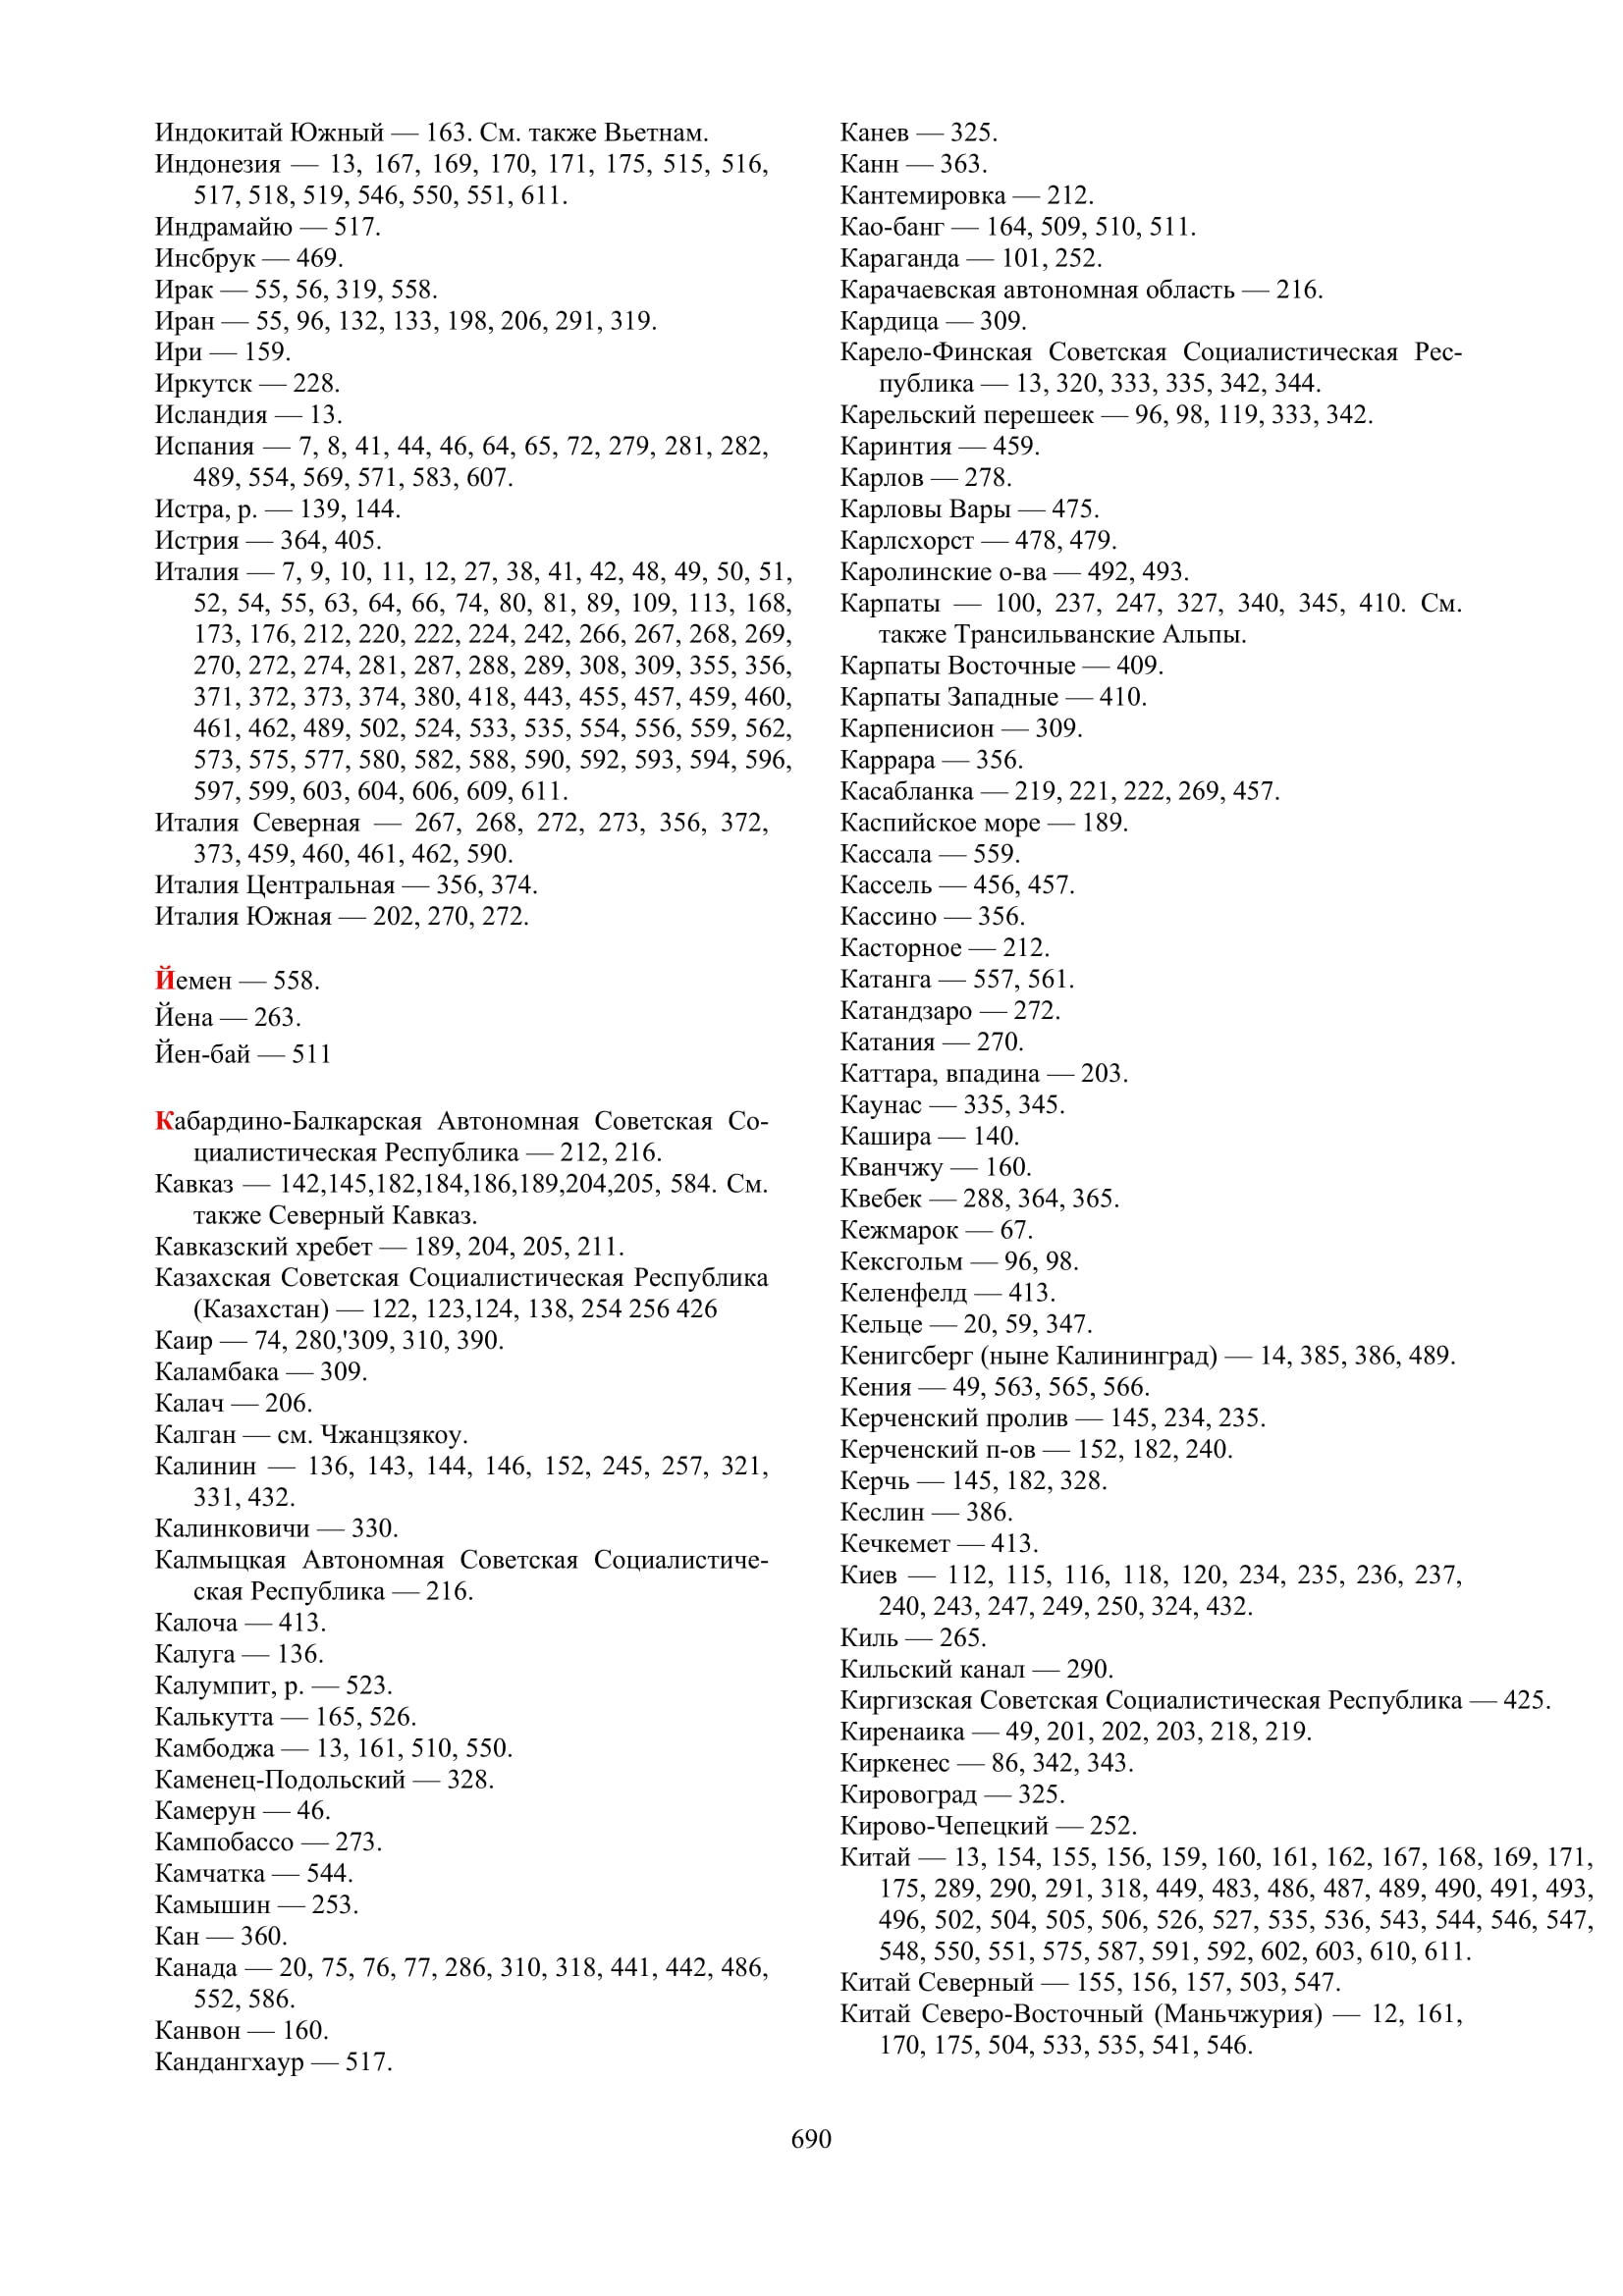 Индокитай Южный — 163. См. также Вьетнам.
Индонезия — 13, 167, 169, 170, 171, 175, 515, 516,
517, 518, 519, 546, 550, 551, 611.
Индрамайю — 517.
Инсбрук — 469.
Ирак — 55, 56, 319, 558.
Иран — 55, 96, 132, 133, 198, 206, 291, 319.
Ири — 159.
Иркутск — 228.
Исландия — 13.
Испания — 7, 8, 41, 44, 46, 64, 65, 72, 279, 281, 282,
489, 554, 569, 571, 583, 607.
Истра, р. — 139, 144.
Истрия — 364, 405.
Италия — 7, 9, 10, 11, 12, 27, 38, 41, 42, 48, 49, 50, 51,
52, 54, 55, 63, 64, 66, 74, 80, 81, 89, 109, 113, 168,
173, 176, 212, 220, 222, 224, 242, 266, 267, 268, 269,
270, 272, 274, 281, 287, 288, 289, 308, 309, 355, 356,
371, 372, 373, 374, 380, 418, 443, 455, 457, 459, 460,
461, 462, 489, 502, 524, 533, 535, 554, 556, 559, 562,
573, 575, 577, 580, 582, 588, 590, 592, 593, 594, 596,
597, 599, 603, 604, 606, 609, 611.
Италия Северная — 267, 268, 272, 273, 356, 372,
373, 459, 460, 461, 462, 590.
Италия Центральная — 356, 374.
Италия Южная — 202, 270, 272.
Йемен — 558.
Йена — 263.
Йен-бай — 511
Кабардино-Балкарская Автономная Советская Со-
циалистическая Республика — 212, 216.
Кавказ — 142,145,182,184,186,189,204,205, 584. См.
также Северный Кавказ.
Кавказский хребет — 189, 204, 205, 211.
Казахская Советская Социалистическая Республика
(Казахстан) — 122, 123,124, 138, 254 256 426
Каир — 74, 280,'309, 310, 390.
Каламбака — 309.
Калач — 206.
Калган — см. Чжанцзякоу.
Калинин — 136, 143, 144, 146, 152, 245, 257, 321,
331, 432.
Калинковичи — 330.
Калмыцкая Автономная Советская Социалистиче-
ская Республика — 216.
Калоча — 413.
Калуга — 136.
Калумпит, р. — 523.
Калькутта — 165, 526.
Камбоджа — 13, 161, 510, 550.
Каменец-Подольский — 328.
Камерун — 46.
Кампобассо — 273.
Камчатка — 544.
Камышин — 253.
Кан — 360.
Канада — 20, 75, 76, 77, 286, 310, 318, 441, 442, 486,
552, 586.
Канвон — 160.
Кандангхаур — 517.
Канев — 325.
Канн — 363.
Кантемировка — 212.
Као-банг — 164, 509, 510, 511.
Караганда — 101, 252.
Карачаевская автономная область — 216.
Кардица — 309.
Карело-Финская Советская Социалистическая Рес-
публика — 13, 320, 333, 335, 342, 344.
Карельский перешеек — 96, 98, 119, 333, 342.
Каринтия — 459.
Карлов — 278.
Карловы Вары — 475.
Карлсхорст — 478, 479.
Каролинские о-ва — 492, 493.
Карпаты — 100, 237, 247, 327, 340, 345, 410. См.
также Трансильванские Альпы.
Карпаты Восточные — 409.
Карпаты Западные — 410.
Карпенисион — 309.
Каррара — 356.
Касабланка — 219, 221, 222, 269, 457.
Каспийское море — 189.
Кассала — 559.
Кассель — 456, 457.
Кассино — 356.
Касторное — 212.
Катанга — 557, 561.
Катандзаро — 272.
Катания — 270.
Каттара, впадина — 203.
Каунас — 335, 345.
Кашира — 140.
Кванчжу — 160.
Квебек — 288, 364, 365.
Кежмарок — 67.
Кексгольм — 96, 98.
Келенфелд — 413.
Кельце — 20, 59, 347.
Кенигсберг (ныне Калининград) — 14, 385, 386, 489.
Кения — 49, 563, 565, 566.
Керченский пролив — 145, 234, 235.
Керченский п-ов — 152, 182, 240.
Керчь — 145, 182, 328.
Кеслин — 386.
Кечкемет — 413.
Киев — 112, 115, 116, 118, 120, 234, 235, 236, 237,
240, 243, 247, 249, 250, 324, 432.
Киль — 265.
Кильский канал — 290.
Киргизская Советская Социалистическая Республика — 425.
Киренаика — 49, 201, 202, 203, 218, 219.
Киркенес — 86, 342, 343.
Кировоград — 325.
Кирово-Чепецкий — 252.
Китай — 13, 154, 155, 156, 159, 160, 161, 162, 167, 168, 169, 171,
175, 289, 290, 291, 318, 449, 483, 486, 487, 489, 490, 491, 493,
496, 502, 504, 505, 506, 526, 527, 535, 536, 543, 544, 546, 547,
548, 550, 551, 575, 587, 591, 592, 602, 603, 610, 611.
Китай Северный — 155, 156, 157, 503, 547.
Китай Северо-Восточный (Маньчжурия) — 12, 161,
170, 175, 504, 533, 535, 541, 546.
690